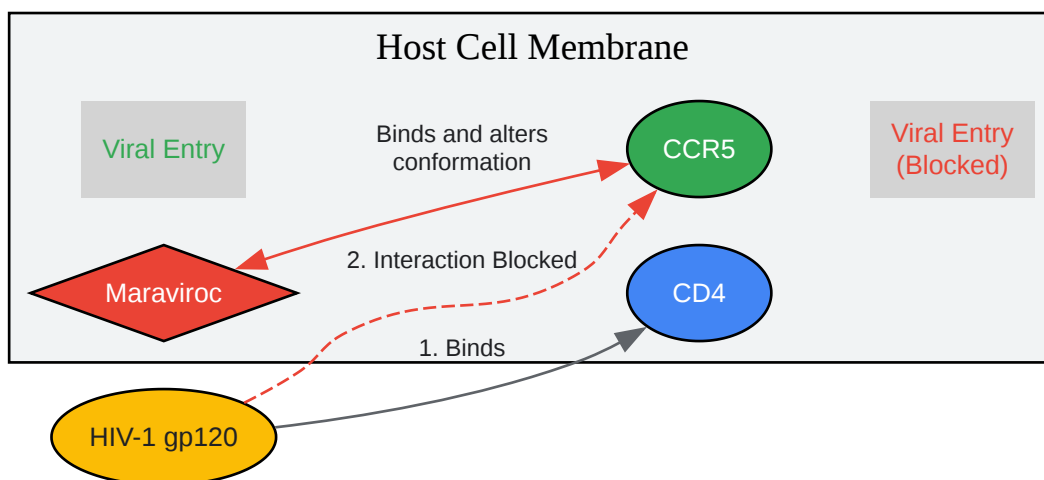 Host Cell Membrane
Viral Entry
Binds and alters
conformation
CCR5
Viral Entry
(Blocked)
Maraviroc
2. Interaction Blocked
CD4
1. Binds
HIV-1 gp120